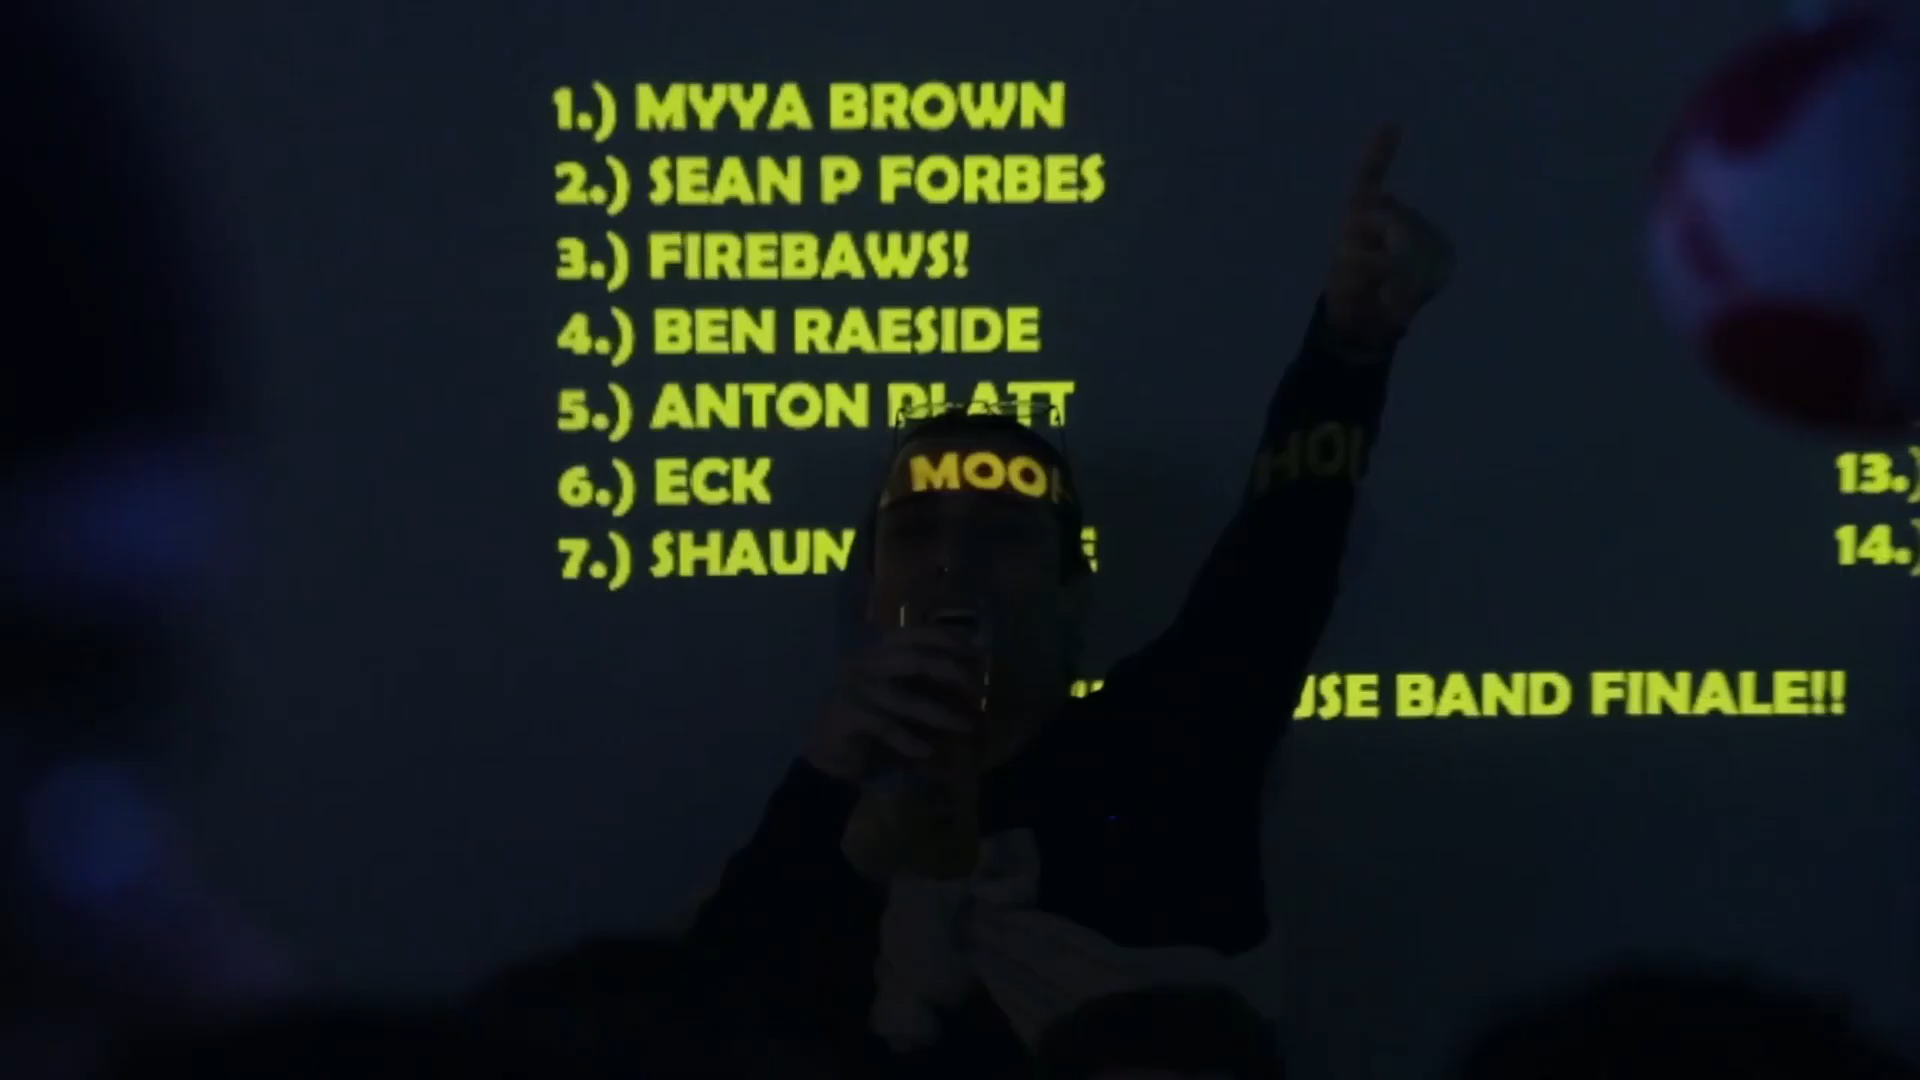 1.) MYYA BROWN
2.) SEAN P FORBES
3.) FIREBAWS!
4.) BEN RAESIDE
5.) ANTON PLATT
6.) ECK
7.) SHAUN
13.)
14.)
BAND FINALE!!